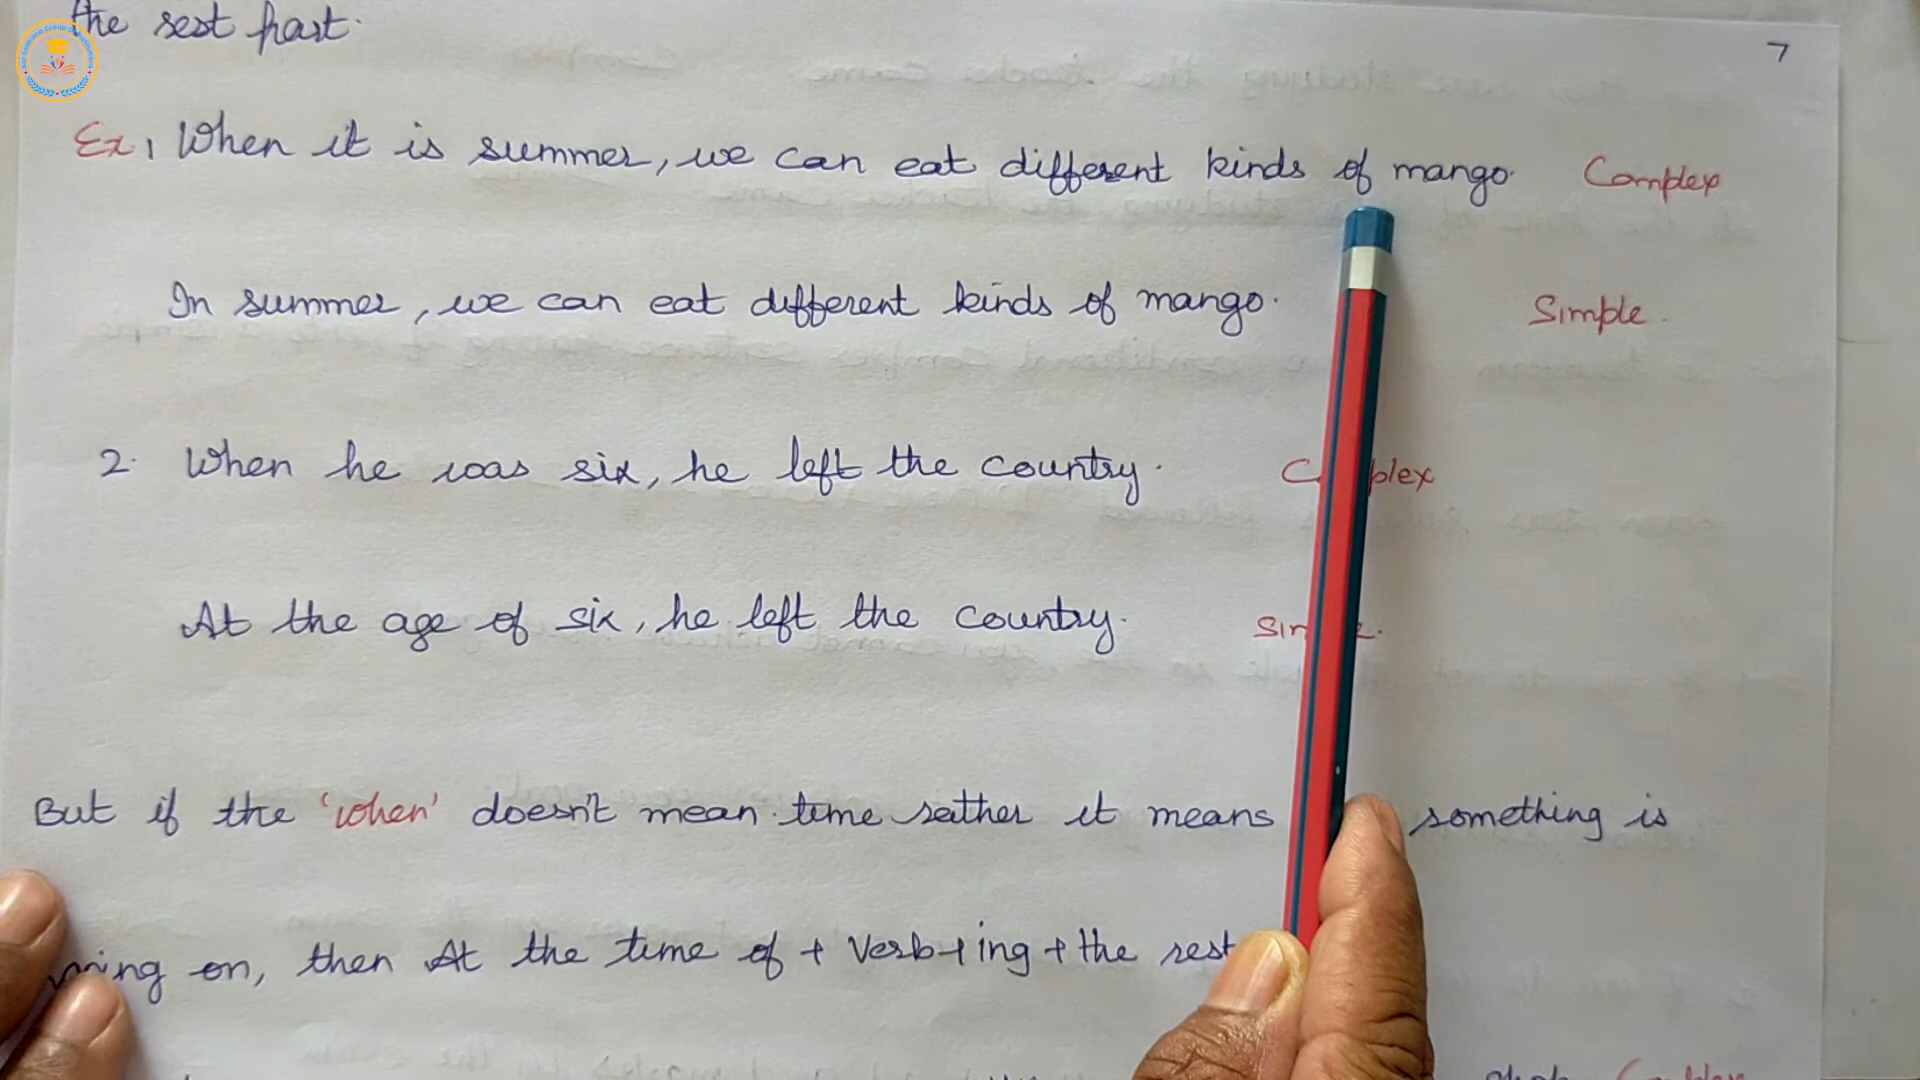 the rest part.
7
Ex, 1 When it is summer, we can eat different kinds of mango. Complex
In summer, we can eat different kinds of mango. Simple.
2. When he was six, he left the country.
At the age of six, he left the country.
But if the 'when' doesn't mean time rather it means something is
on, then At the time of + Verb + ing + the rest